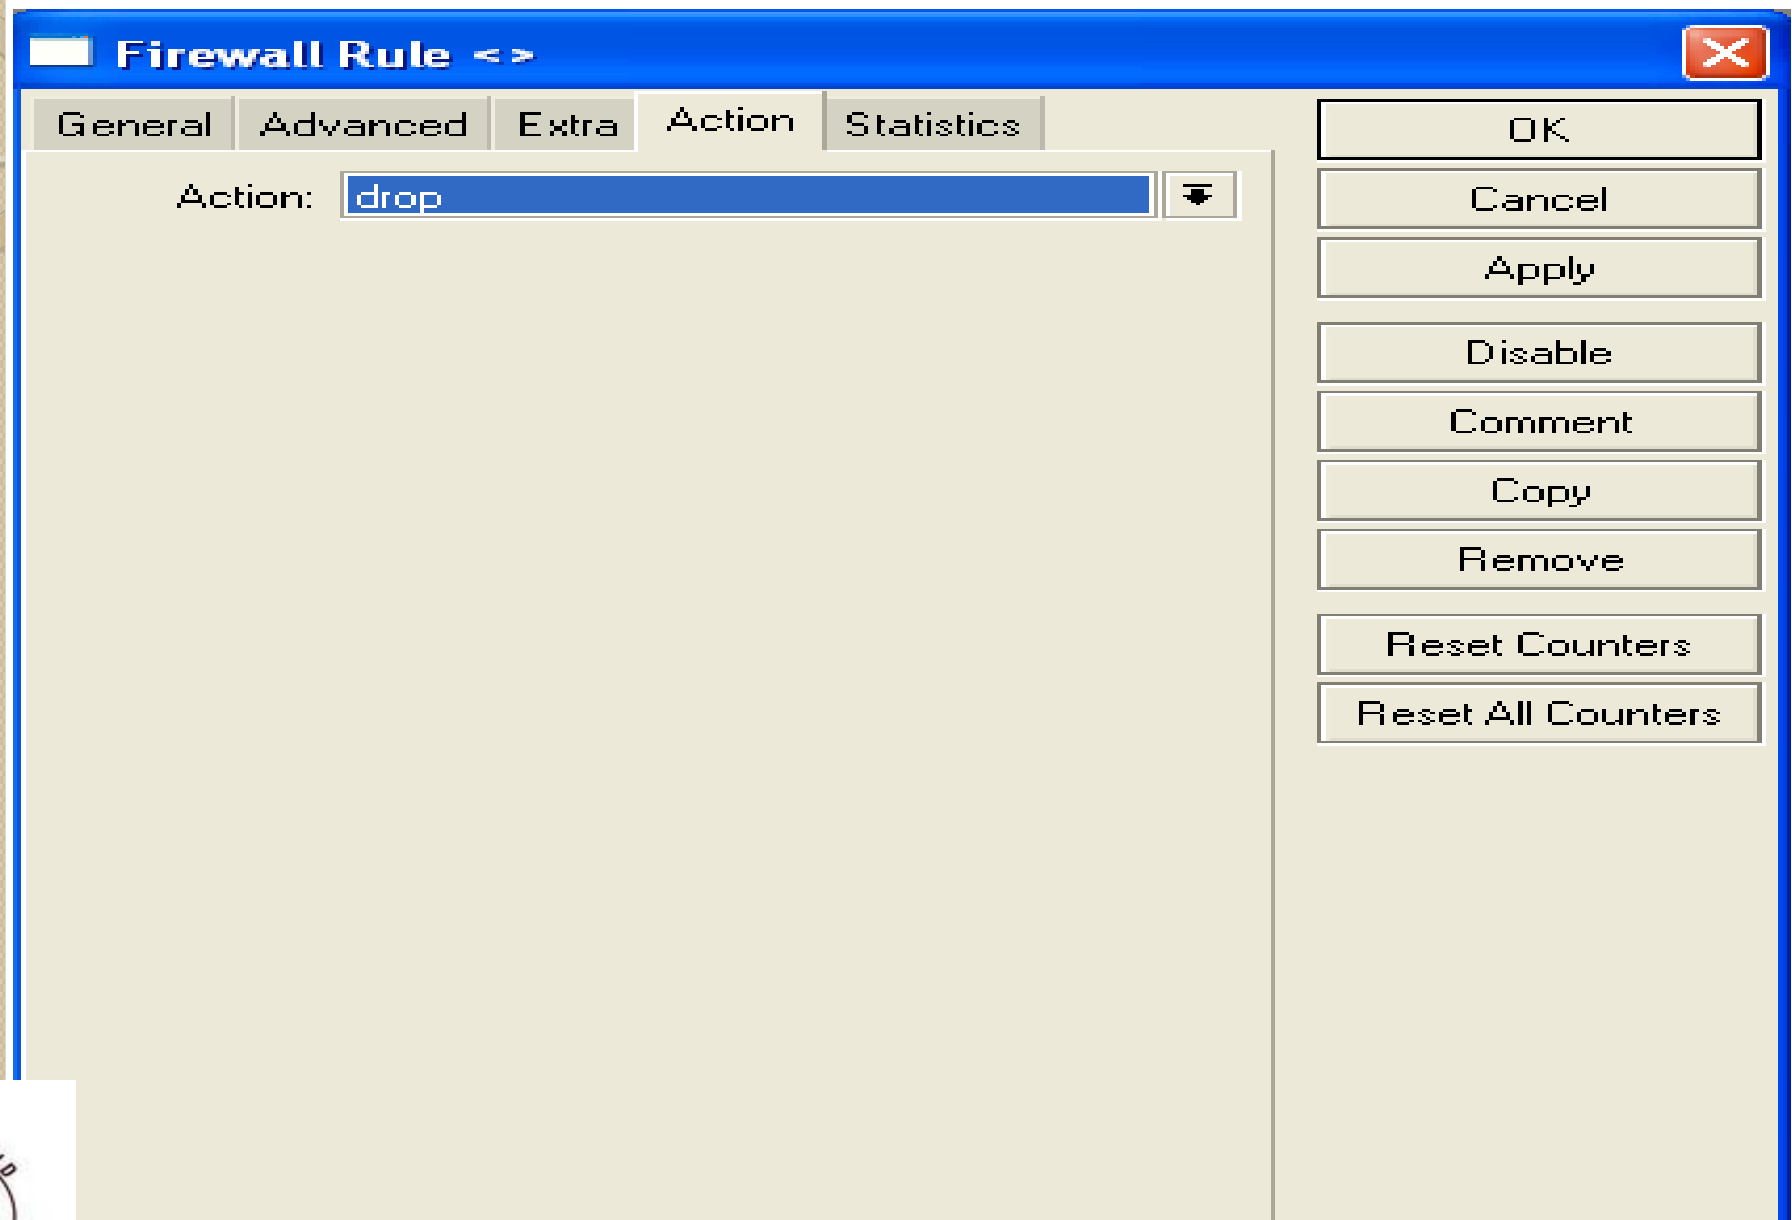 Firewall Rule <>
General Advanced Extra Action Statistics
Action: drop
OK
Cancel
Apply
Disable
Comment
Copy
Remove
Reset Counters
Reset All Counters